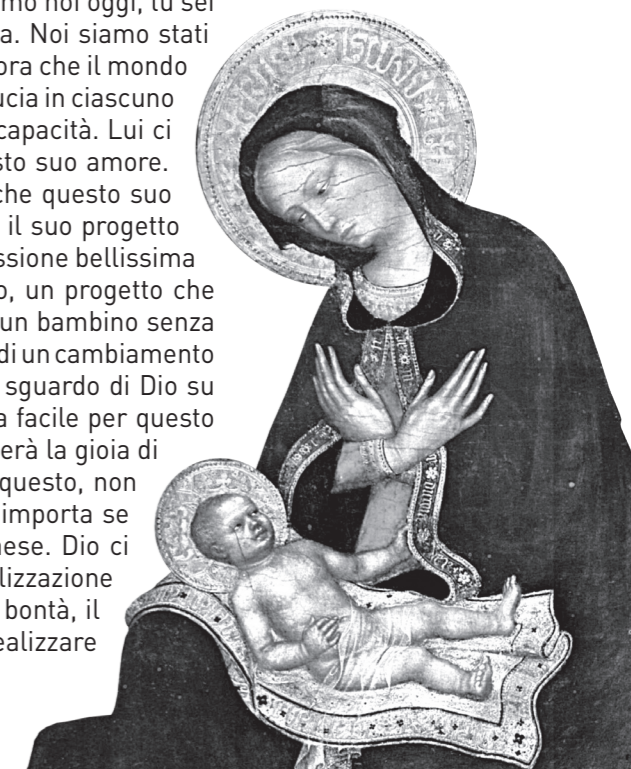 mo noi oggi, tu sei
a. Noi siamo stati
ora che il mondo
ucia in ciascuno
capacità. Lui ci
sto suo amore.
che questo suo
il suo progetto
ssione bellissima
o, un progetto che
un bambino senza
di un cambiamento
sguardo di Dio su
a facile per questo
erà la gioia di
questo, non
importa se
ese. Dio ci
lizzazione
bontà, il
ealizzare